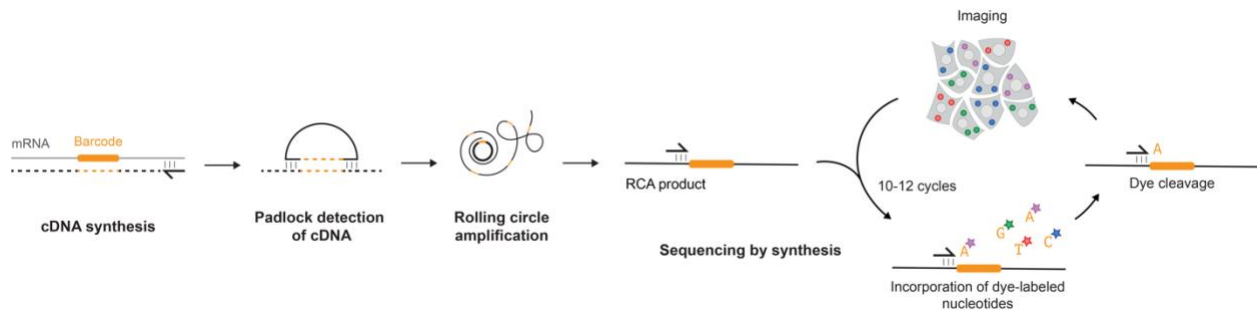 Imaging
mRNA
Barcode
cDNA synthesis
Padlock detection
of cDNA
Rolling circle
amplification
RCA product
Sequencing by synthesis
10-12 cycles
A
G
A
T
C
Incorporation of dye-labeled
nucleotides
A
Dye cleavage